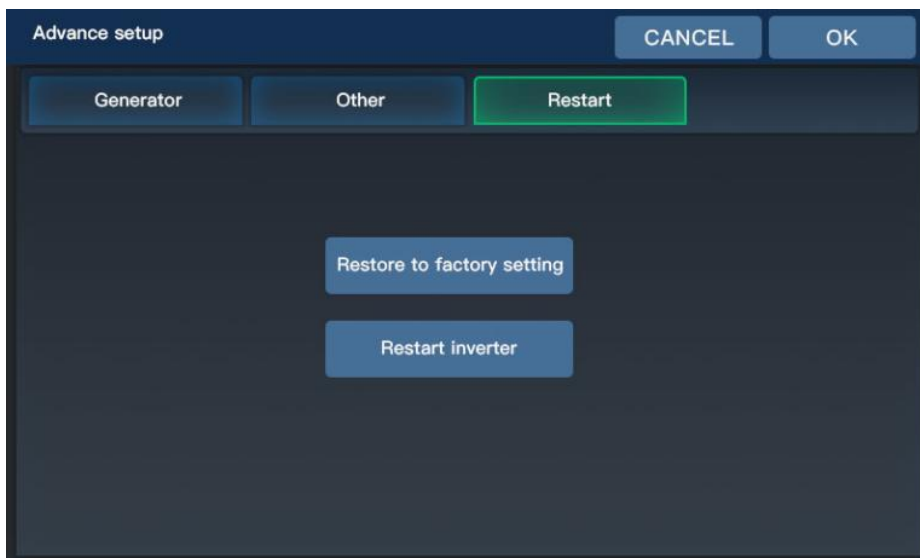 Advance setup
CANCEL
OK
Generator
Other
Restart
Restore to factory setting
Restart inverter